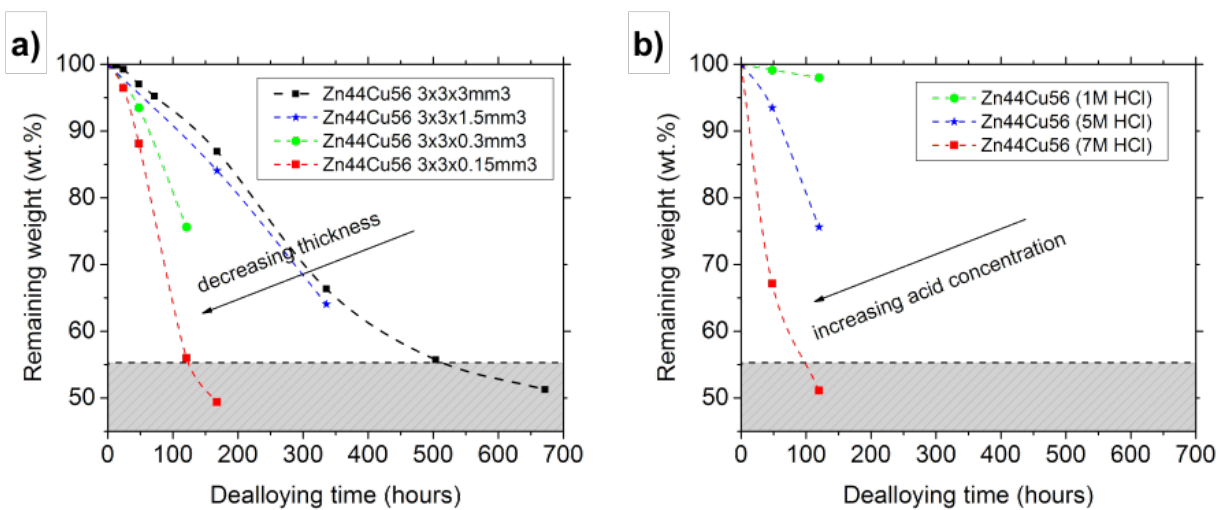 a)
100
90
80
70
60
50
Remaining weight (wt.%)
Zn44Cu56 3x3x3mm3
Zn44Cu56 3x3x1.5mm3
Zn44Cu56 3x3x0.3mm3
Zn44Cu56 3x3x0.15mm3
decreasing thickness
0 100 200 300 400 500 600 700
Dealloying time (hours)
b)
100
90
80
70
60
50
Remaining weight (wt.%)
Zn44Cu56 (1M HCl)
Zn44Cu56 (5M HCl)
Zn44Cu56 (7M HCl)
increasing acid concentration
0 100 200 300 400 500 600 700
Dealloying time (hours)